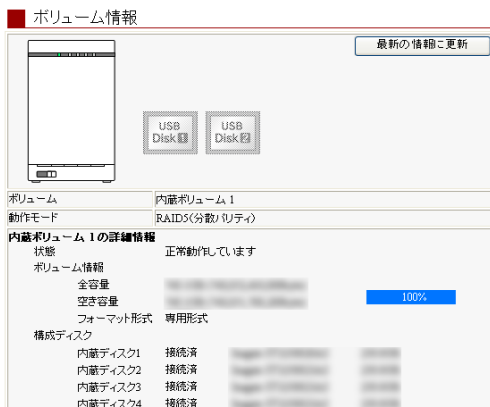 ボリューム情報
最新の情報に更新
USB Disk1
USB Disk2
ボリューム 内蔵ボリューム 1
動作モード RAID5(分散パリティ)
内蔵ボリューム 1の詳細情報
状態 正常動作しています
ボリューム情報
全容量
空き容量 100%
フォーマット形式 専用形式
構成ディスク
内蔵ディスク1 接続済
内蔵ディスク2 接続済
内蔵ディスク3 接続済
内蔵ディスク4 接続済